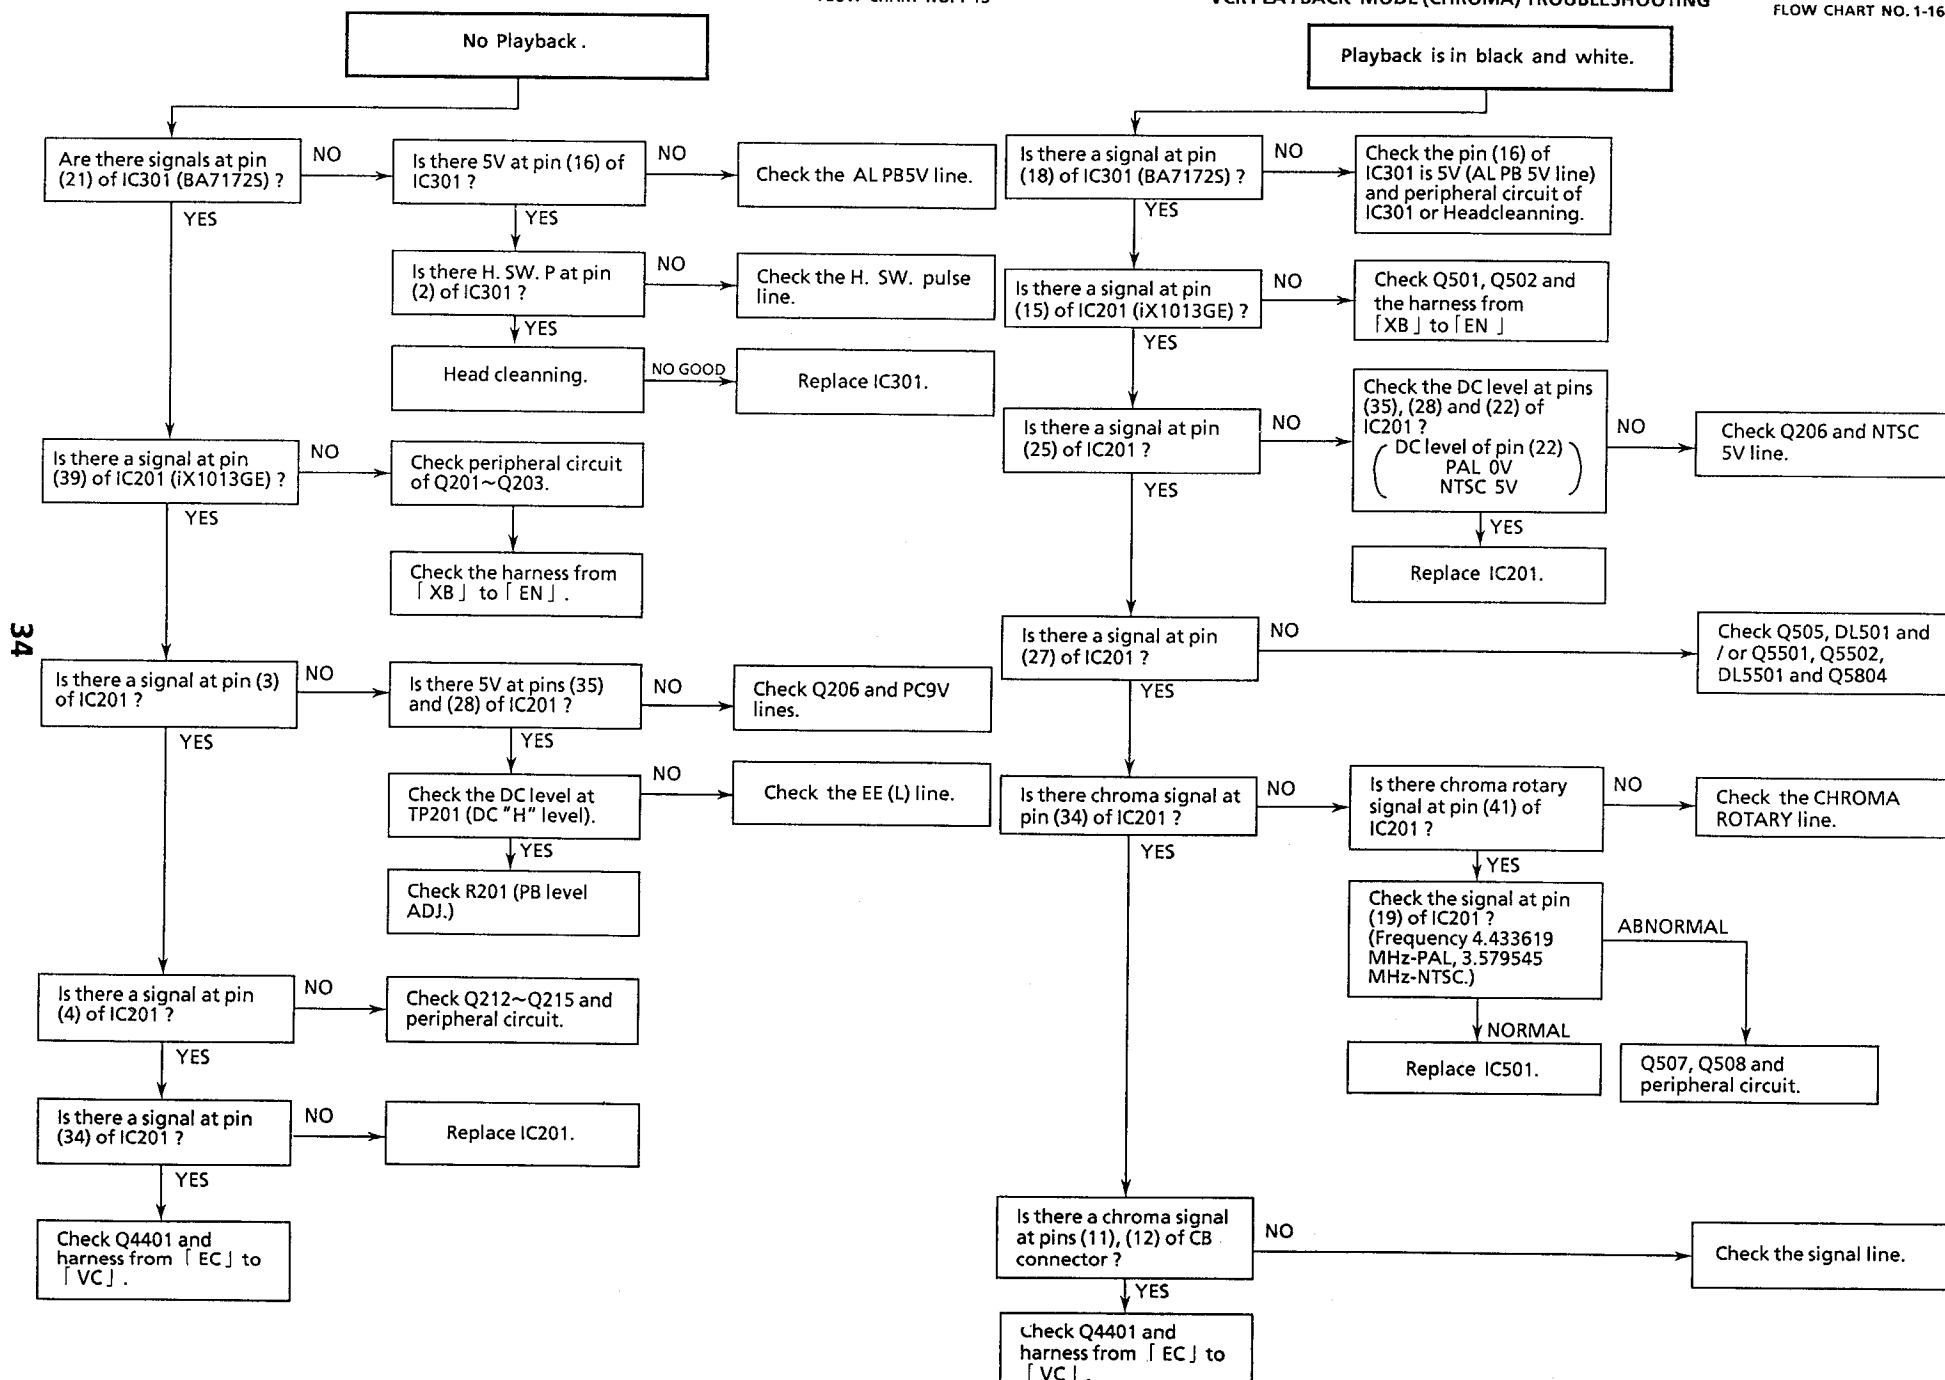 VCR PLAYBACK MODE (CHROMA) TROUBLESHOOTING
FLOW CHART NO. 1-16
No Playback.
Are there signals at pin
(21) of IC301 (BA7172S) ?
NO
YES
Is there 5V at pin (16) of
IC301 ?
NO
YES
Check the AL PB5V line.
Is there H. SW. P at pin
(2) of IC301 ?
NO
YES
Check the H. SW. pulse
line.
Head cleanning.
NO GOOD
Replace IC301.
Is there a signal at pin
(39) of IC201 (iX1013GE) ?
NO
YES
Check peripheral circuit
of Q201~Q203.
Check the harness from
「XB」 to 「EN」.
Is there a signal at pin (3)
of IC201 ?
NO
YES
Is there 5V at pins (35)
and (28) of IC201 ?
NO
YES
Check Q206 and PC9V
lines.
Check the DC level at
TP201 (DC "H" level).
NO
YES
Check the EE (L) line.
Check R201 (PB level
ADJ.)
Is there a signal at pin
(4) of IC201 ?
NO
YES
Check Q212~Q215 and
peripheral circuit.
Is there a signal at pin
(34) of IC201 ?
NO
YES
Replace IC201.
Check Q4401 and
harness from 「EC」 to
「VC」.
34
Playback is in black and white.
Is there a signal at pin
(18) of IC301 (BA7172S) ?
NO
YES
Check the pin (16) of
IC301 is 5V (AL PB 5V line)
and peripheral circuit of
IC301 or Headcleanning.
Is there a signal at pin
(15) of IC201 (iX1013GE) ?
NO
YES
Check Q501, Q502 and
the harness from
「XB」 to 「EN」
Is there a signal at pin
(25) of IC201 ?
NO
YES
Check the DC level at pins
(35), (28) and (22) of
IC201 ?
( DC level of pin (22)
PAL 0V
NTSC 5V )
NO
YES
Check Q206 and NTSC
5V line.
Replace IC201.
Is there a signal at pin
(27) of IC201 ?
NO
YES
Check Q505, DL501 and
/ or Q5501, Q5502,
DL5501 and Q5804
Is there chroma signal at
pin (34) of IC201 ?
NO
YES
Is there chroma rotary
signal at pin (41) of
IC201 ?
NO
YES
Check the CHROMA
ROTARY line.
Check the signal at pin
(19) of IC201 ?
(Frequency 4.433619
MHz-PAL, 3.579545
MHz-NTSC.)
ABNORMAL
NORMAL
Replace IC501.
Q507, Q508 and
peripheral circuit.
Is there a chroma signal
at pins (11), (12) of CB
connector ?
NO
YES
Check the signal line.
Check Q4401 and
harness from 「EC」 to
「VC」.